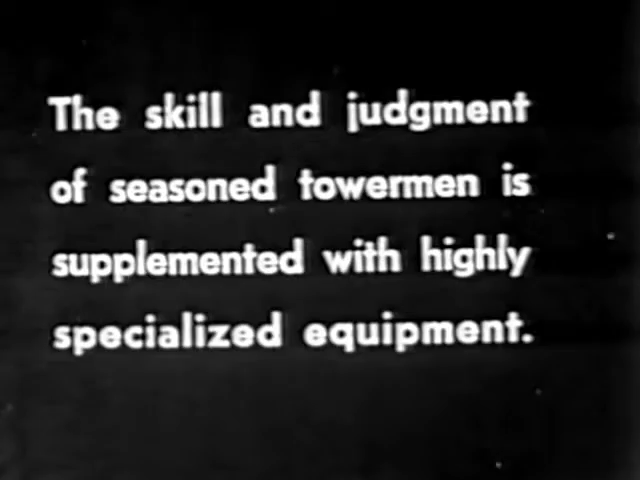 The skill and judgment
of seasoned towermen is
supplemented with highly
specialized equipment.